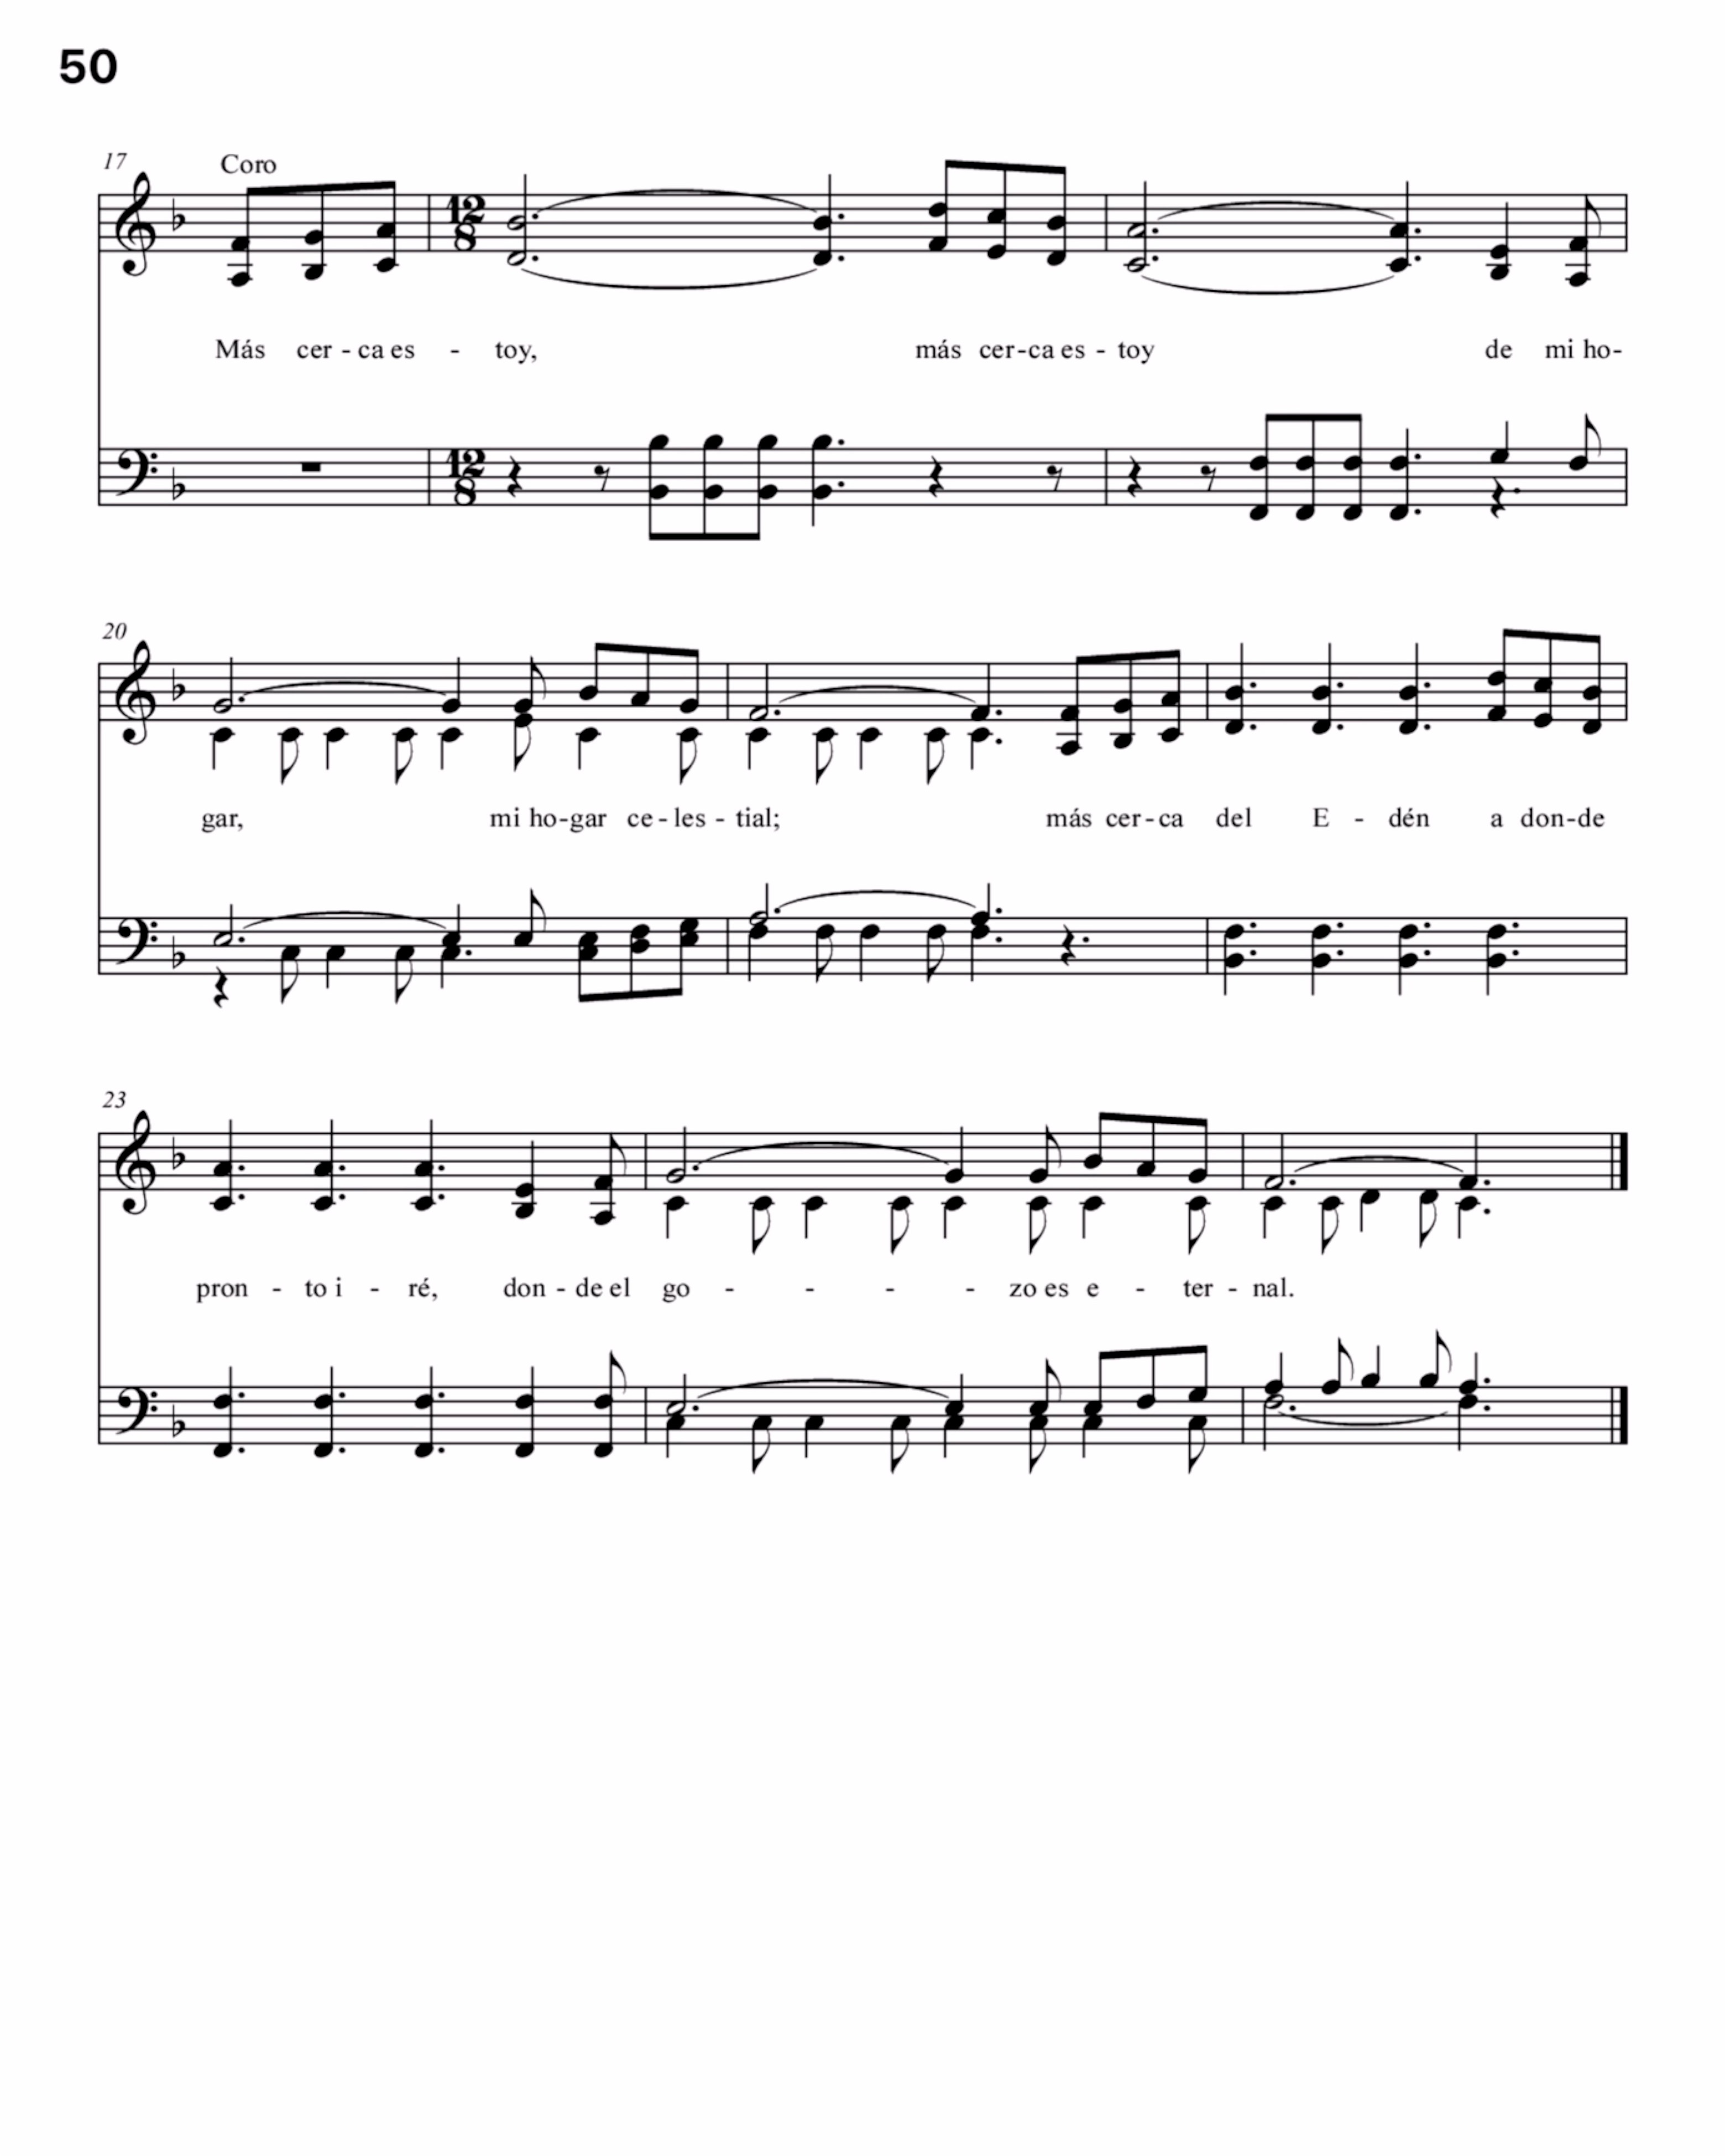 50
17 Coro
12 8
Más cer - ca es - toy, más cer - ca es - toy de mi ho-
12 8
20
gar, mi ho - gar ce - les - tial; más cer - ca del E - dén a don - de
23
pron - to i - ré, don - de el go - - - - zo es e - ter - nal.